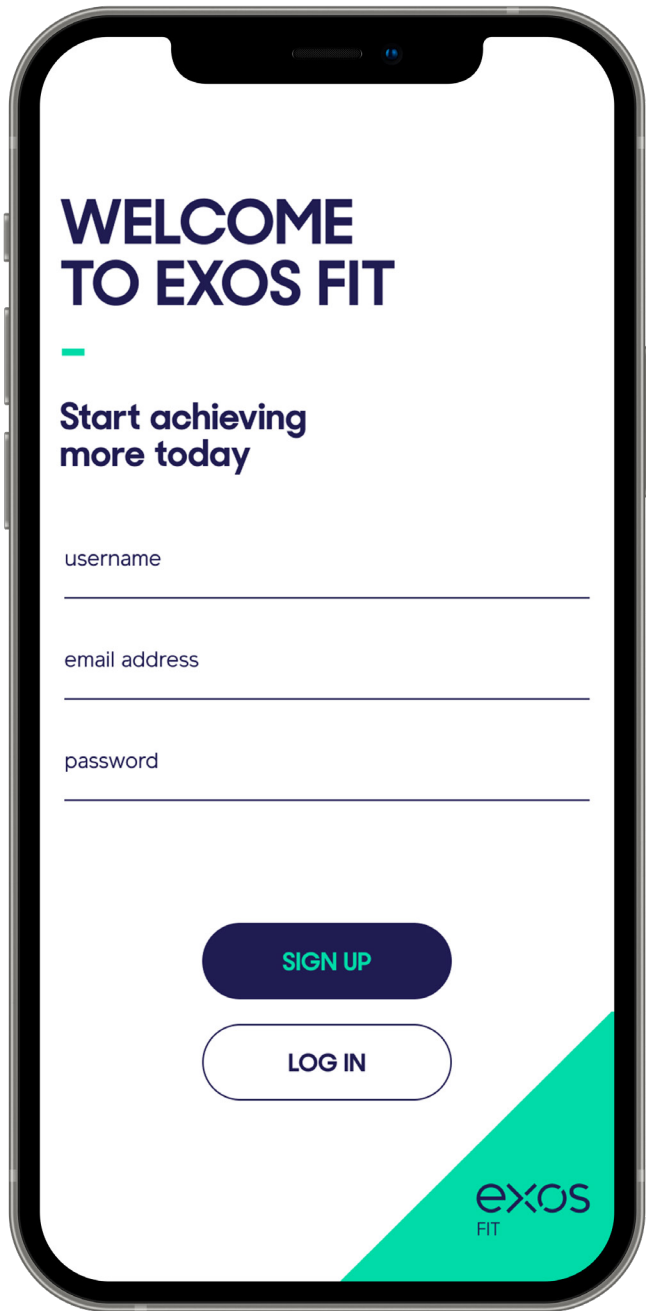 WELCOME
TO EXOS FIT
Start achieving
more today
username
email address
password
SIGN UP
LOG IN
exos
FIT